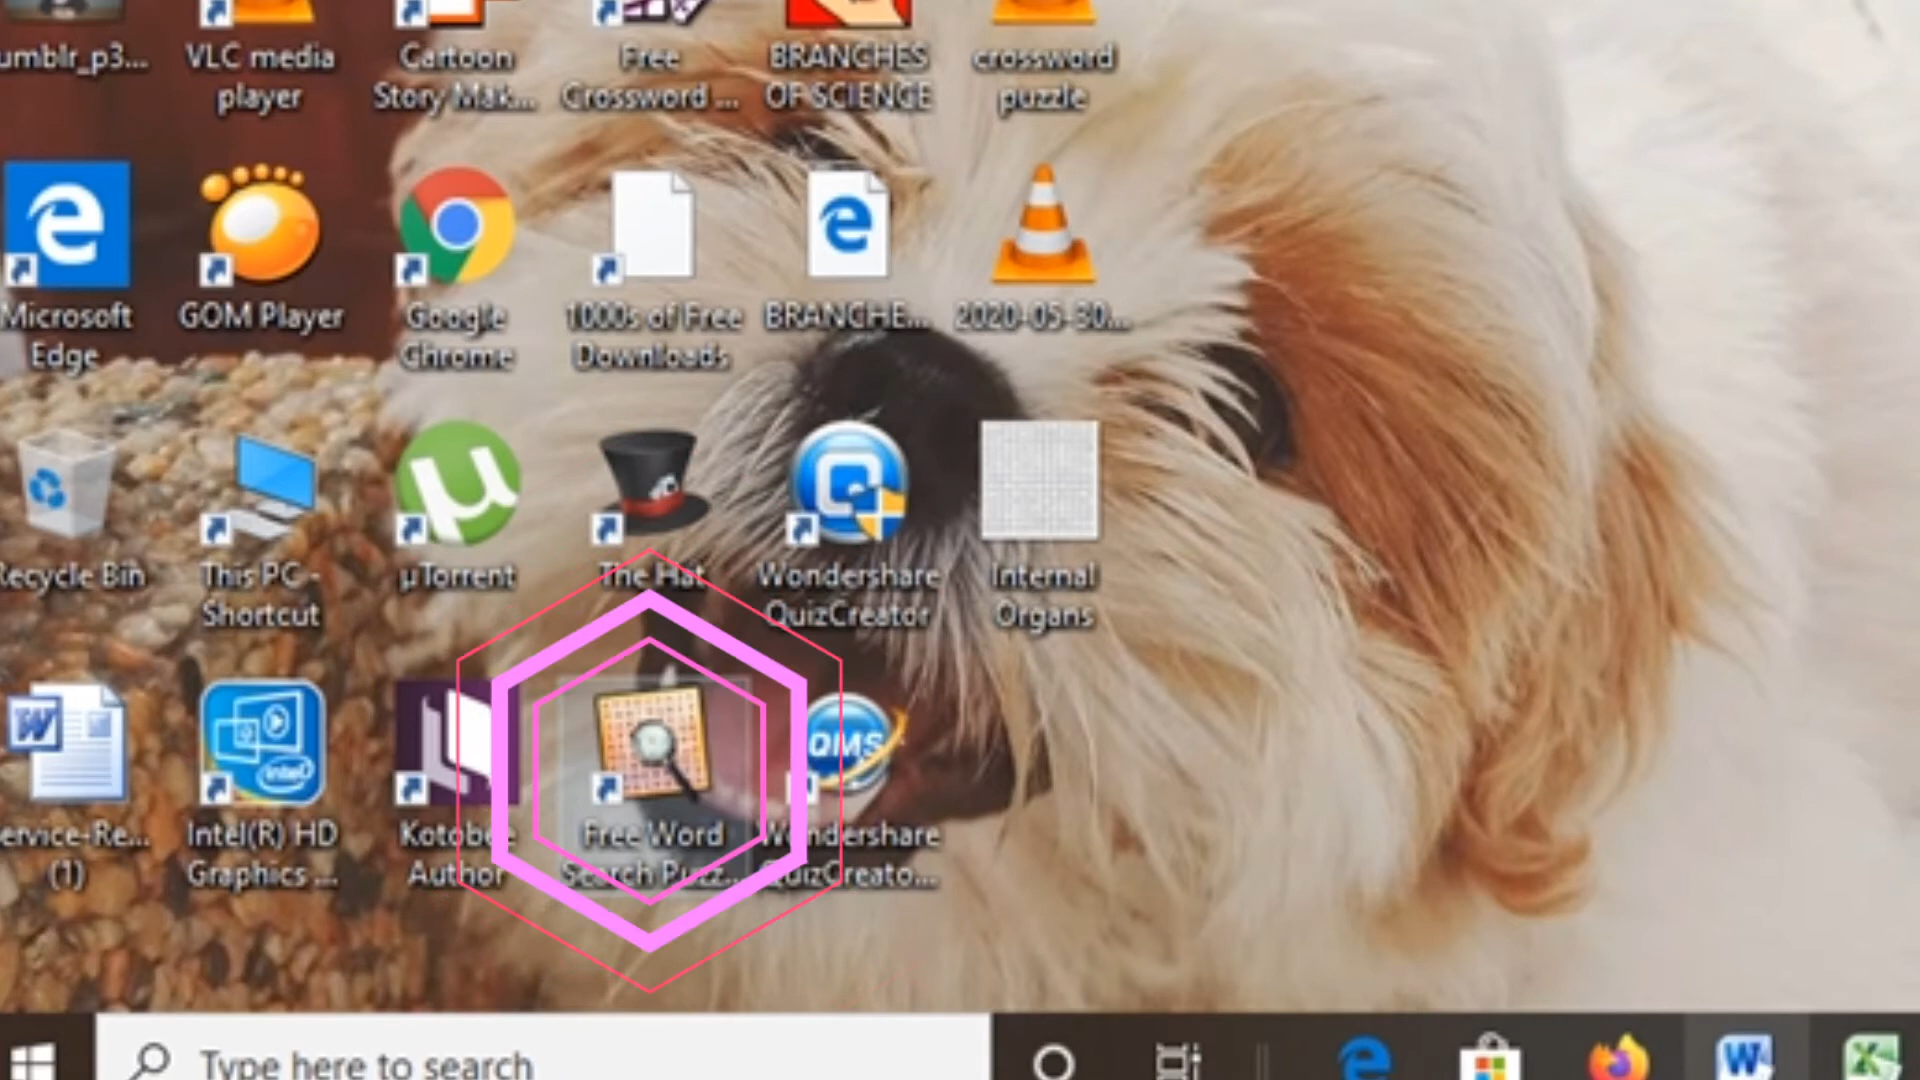 umblr_p3...
VLC media
player
Cartoon
Story Mak...
Free
Crossword ...
BRANCHES
OF SCIENCE
crossword
puzzle
Microsoft
Edge
GOM Player
Google
Chrome
1000s of Free
Downloads
BRANCHE...
2020-05-30...
Recycle Bin
This PC -
Shortcut
µTorrent
The Hat
Wondershare
QuizCreator
Internal
Organs
ervice-Re...
(1)
intel
Intel(R) HD
Graphics ...
Kotobee
Author
Free Word
Search Puzz...
QMS
Wondershare
QuizCreato...
Type here to search